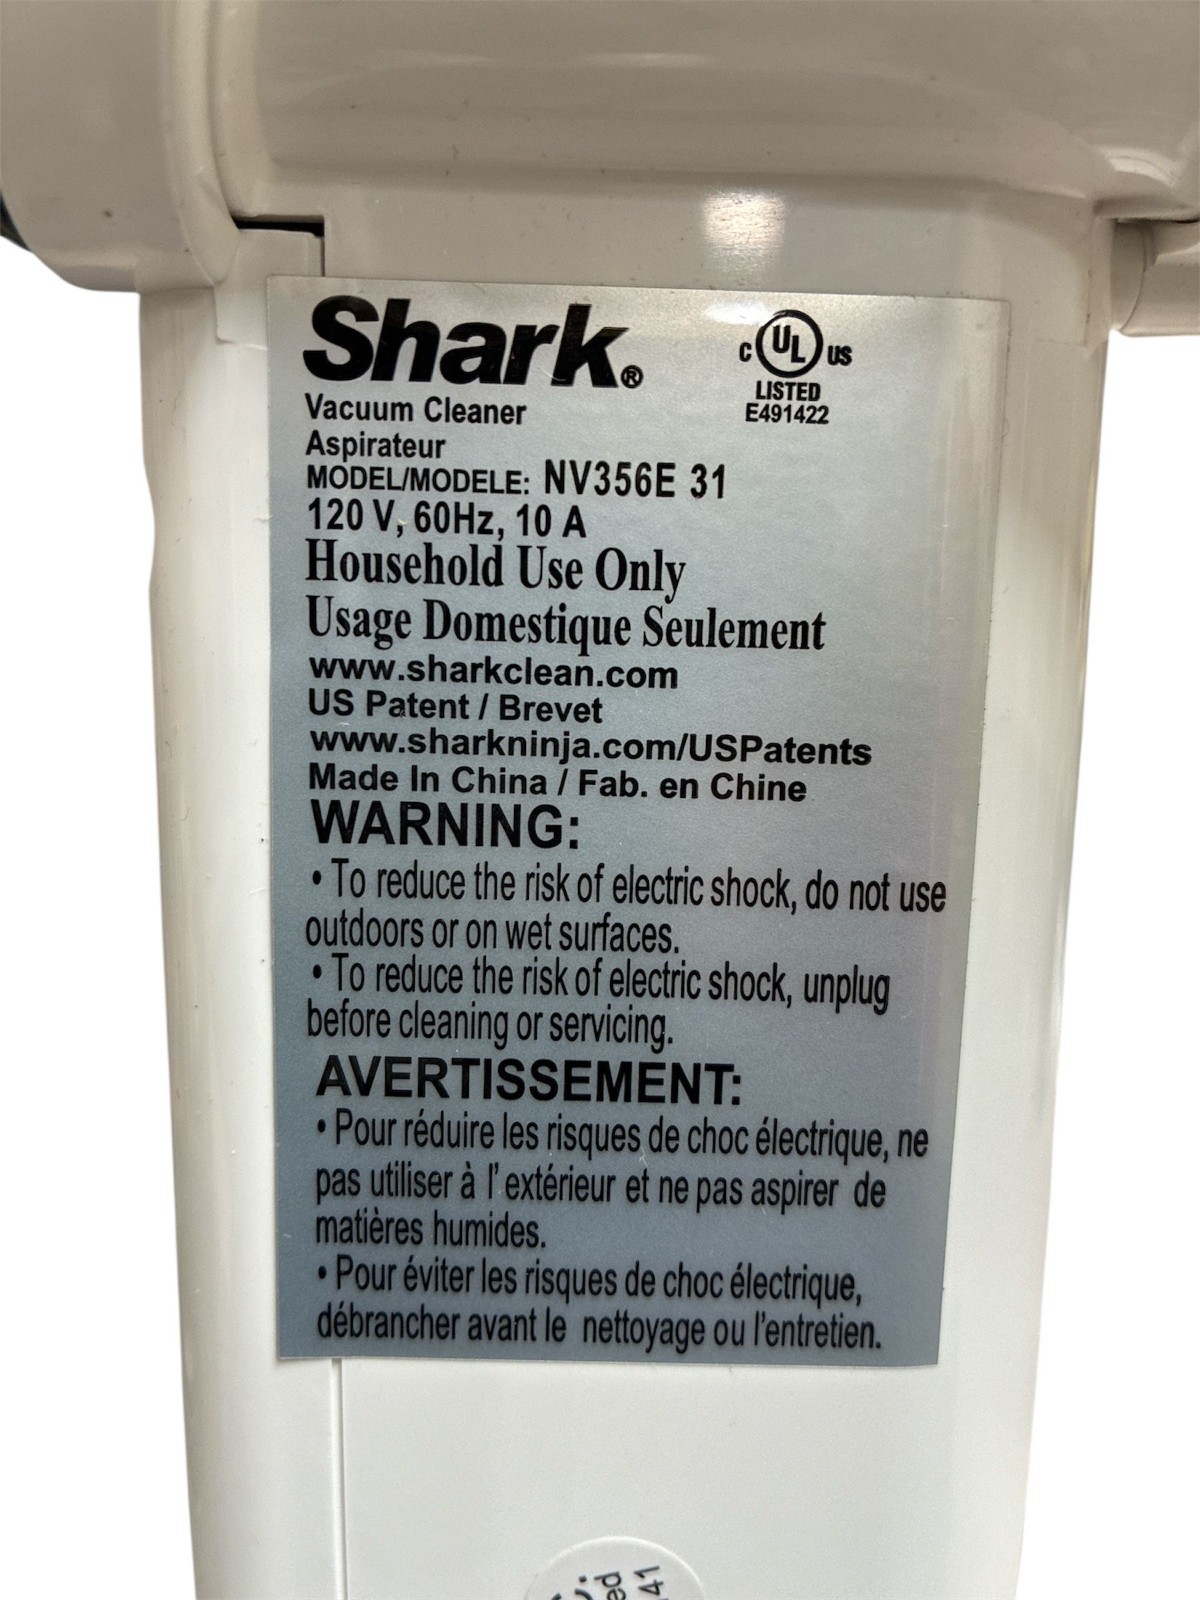 Shark®
c UL us
LISTED
E491422
Vacuum Cleaner
Aspirateur
MODEL/MODELE: NV356E 31
120 V, 60Hz, 10 A
Household Use Only
Usage Domestique Seulement
www.sharkclean.com
US Patent / Brevet
www.sharkninja.com/USPatents
Made In China / Fab. en Chine
WARNING:
• To reduce the risk of electric shock, do not use
outdoors or on wet surfaces.
• To reduce the risk of electric shock, unplug
before cleaning or servicing.
AVERTISSEMENT:
• Pour réduire les risques de choc électrique, ne
pas utiliser à l' extérieur et ne pas aspirer de
matières humides.
• Pour éviter les risques de choc électrique,
débrancher avant le nettoyage ou l'entretien.